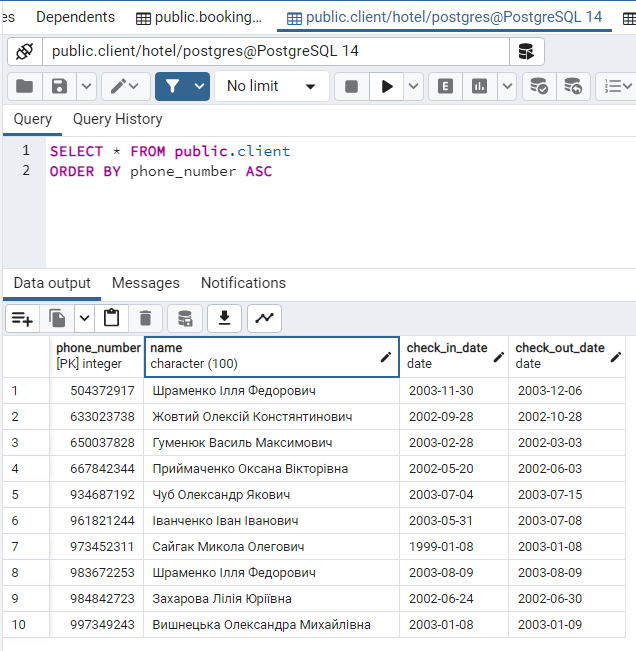 es Dependents public.booking... public.client/hotel/postgres@PostgreSQL 14
public.client/hotel/postgres@PostgreSQL 14
No limit E
Query Query History
1 SELECT * FROM public.client
2 ORDER BY phone_number ASC
Data output Messages Notifications
phone_number name check_in_date check_out_date
[PK] integer character (100) date date
1 504372917 Шраменко Ілля Федорович 2003-11-30 2003-12-06
2 633023738 Жовтий Олексій Констянтинович 2002-09-28 2002-10-28
3 650037828 Гуменюк Василь Максимович 2003-02-28 2002-03-03
4 667842344 Приймаченко Оксана Вікторівна 2002-05-20 2002-06-03
5 934687192 Чуб Олександр Якович 2003-07-04 2003-07-15
6 961821244 Іванченко Іван Іванович 2003-05-31 2003-07-08
7 973452311 Сайгак Микола Олегович 1999-01-08 2003-01-08
8 983672253 Шраменко Ілля Федорович 2003-08-09 2003-08-09
9 984842723 Захарова Лілія Юріївна 2002-06-24 2002-06-30
10 997349243 Вишнецька Олександра Михайлівна 2003-01-08 2003-01-09